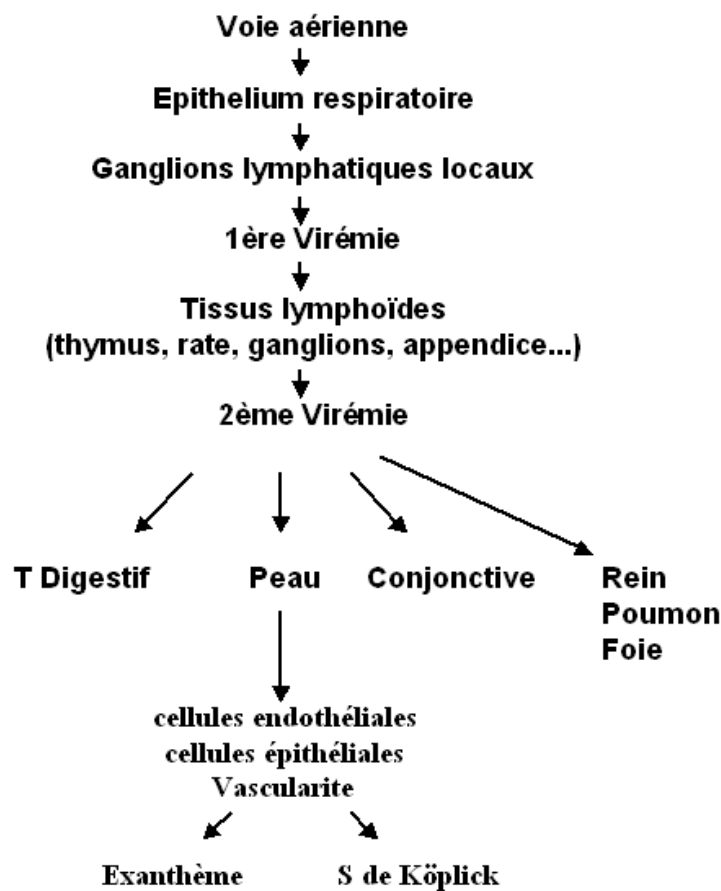 Voie aérienne
Epithelium respiratoire
Ganglions lymphatiques locaux
1ère Virémie
Tissus lymphoïdes
(thymus, rate, ganglions, appendice...)
2ème Virémie
T Digestif Peau Conjonctive Rein
Poumon
Foie
cellules endothéliales
cellules épithéliales
Vascularite
Exanthème S de Köplick